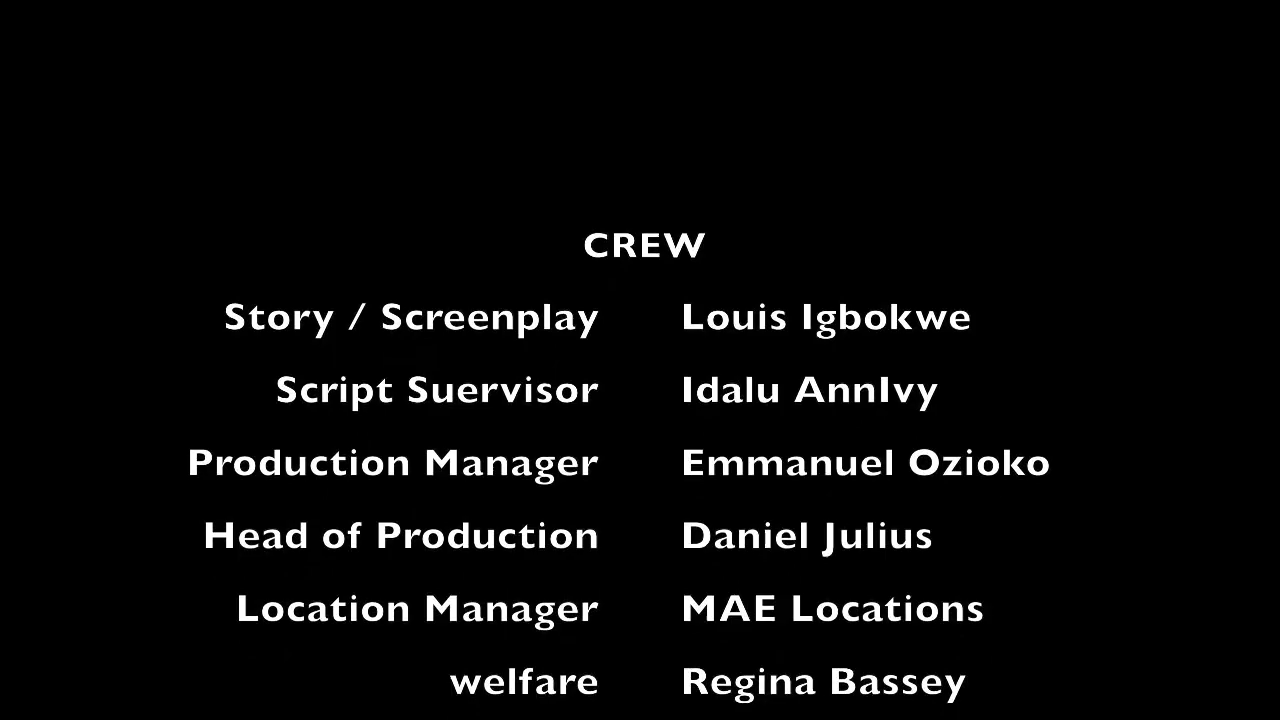 CREW
Story / Screenplay Louis Igbokwe
Script Suervisor Idalu AnnIvy
Production Manager Emmanuel Ozioko
Head of Production Daniel Julius
Location Manager MAE Locations
welfare Regina Bassey